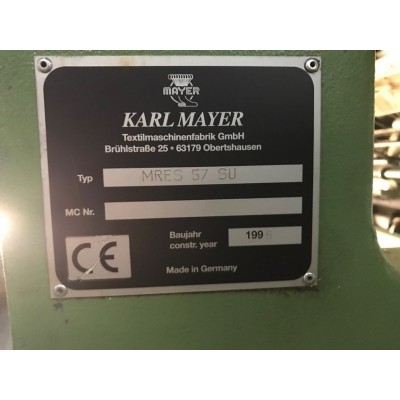 MAYER
KARL MAYER
Textilmaschinenfabrik GmbH
Brühlstraße 25 • 63179 Obertshausen
Typ MRES 57 SU
MC Nr.
Baujahr
constr. year 199
CE
Made in Germany